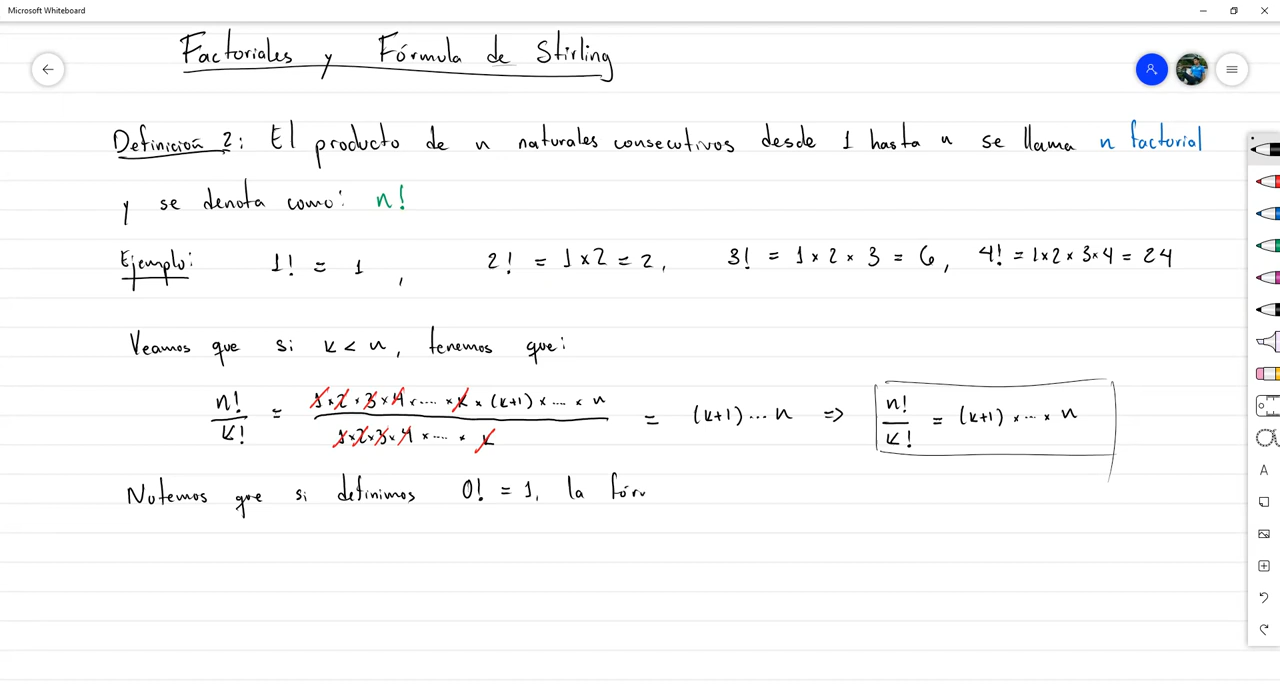 Microsoft Whiteboard
Factoriales y Fórmula de Stirling
Definición 2: El producto de n naturales consecutivos desde 1 hasta n se llama n factorial
y se denota como: n!
Ejemplo: 1! = 1 , 2! = 1 × 2 = 2, 3! = 1 × 2 × 3 = 6, 4! = 1 × 2 × 3 × 4 = 24
Veamos que si k < n, tenemos que:
n!/k! = (1 × 2 × 3 × 4 × .... × k × (k+1) × ... × n)/(1 × 2 × 3 × 4 × .... × k) = (k+1) ... n => n!/k! = (k+1) × ... × n
Notemos que si definimos 0! = 1, la fóru
A